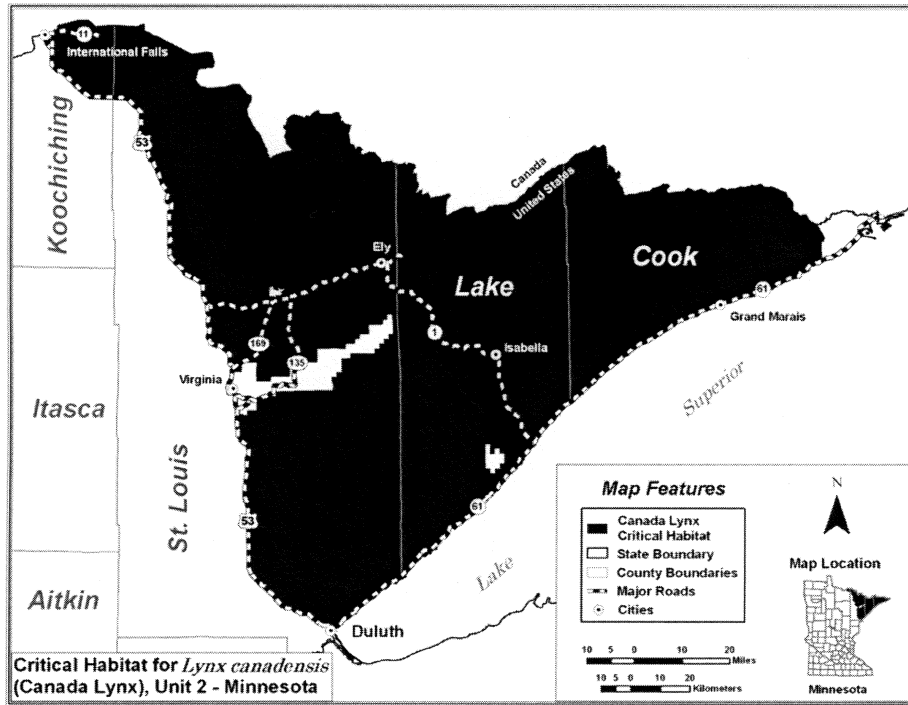 11
International Falls
Koochiching
53
Canada
United States
Ely
Lake
Cook
61
Grand Marais
1
Isabella
169
135
Virginia
Itasca
St. Louis
Superior
61
53
Lake
Aitkin
Duluth
Map Features
Canada Lynx
Critical Habitat
State Boundary
County Boundaries
Major Roads
Cities
10 5 0 10 20
Miles
10 5 0 10 20
Kilometers
N
Map Location
Minnesota
Critical Habitat for Lynx canadensis
(Canada Lynx), Unit 2 - Minnesota